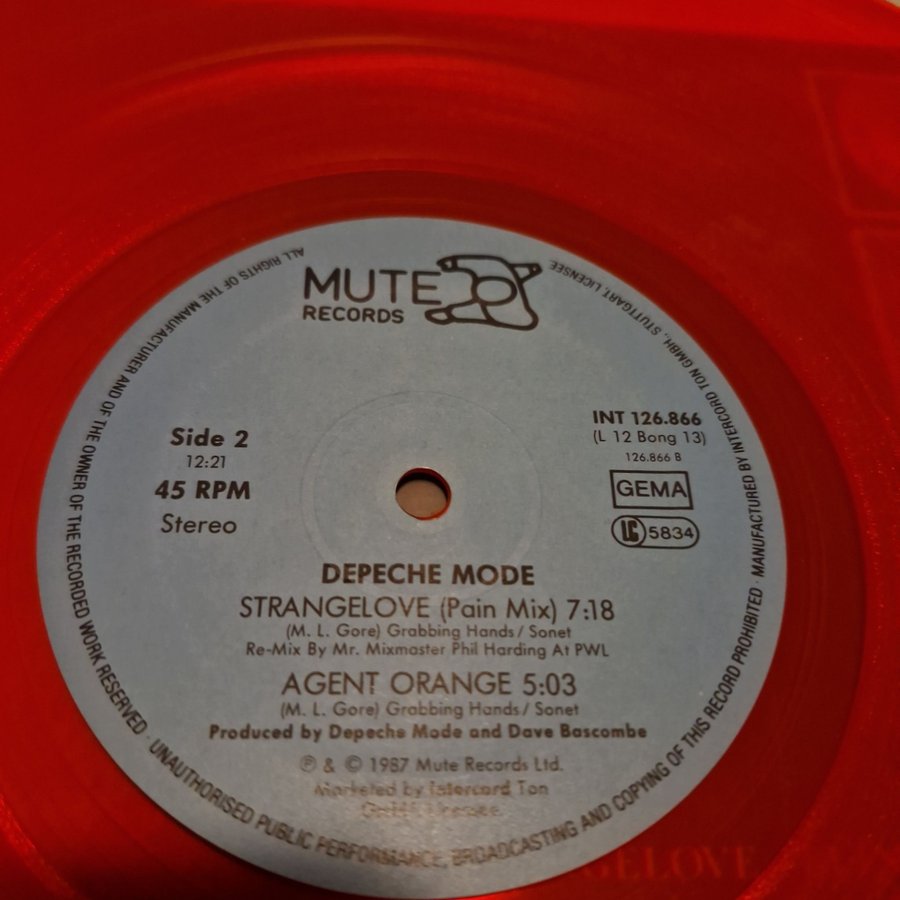 MUTE
RECORDS
Side 2
12:21
45 RPM
Stereo
INT 126.866
(L 12 Bong 13)
126.866 B
GEMA
LC 5834
DEPECHE MODE
STRANGELOVE (Pain Mix) 7:18
(M. L. Gore) Grabbing Hands/Sonet
Re-Mix By Mr. Mixmaster Phil Harding At PWL
AGENT ORANGE 5:03
(M. L. Gore) Grabbing Hands/Sonet
Produced by Depeche Mode and Dave Bascombe
℗ & © 1987 Mute Records Ltd.
Marketed by Intercord Ton
GmbH, Licensee.
ALL RIGHTS OF THE MANUFACTURER AND OF THE OWNER OF THE RECORDED WORK RESERVED · UNAUTHORISED PUBLIC PERFORMANCE, BROADCASTING AND COPYING OF THIS RECORD PROHIBITED · MANUFACTURED BY INTERCORD TON GMBH., STUTTGART, LICENSEE